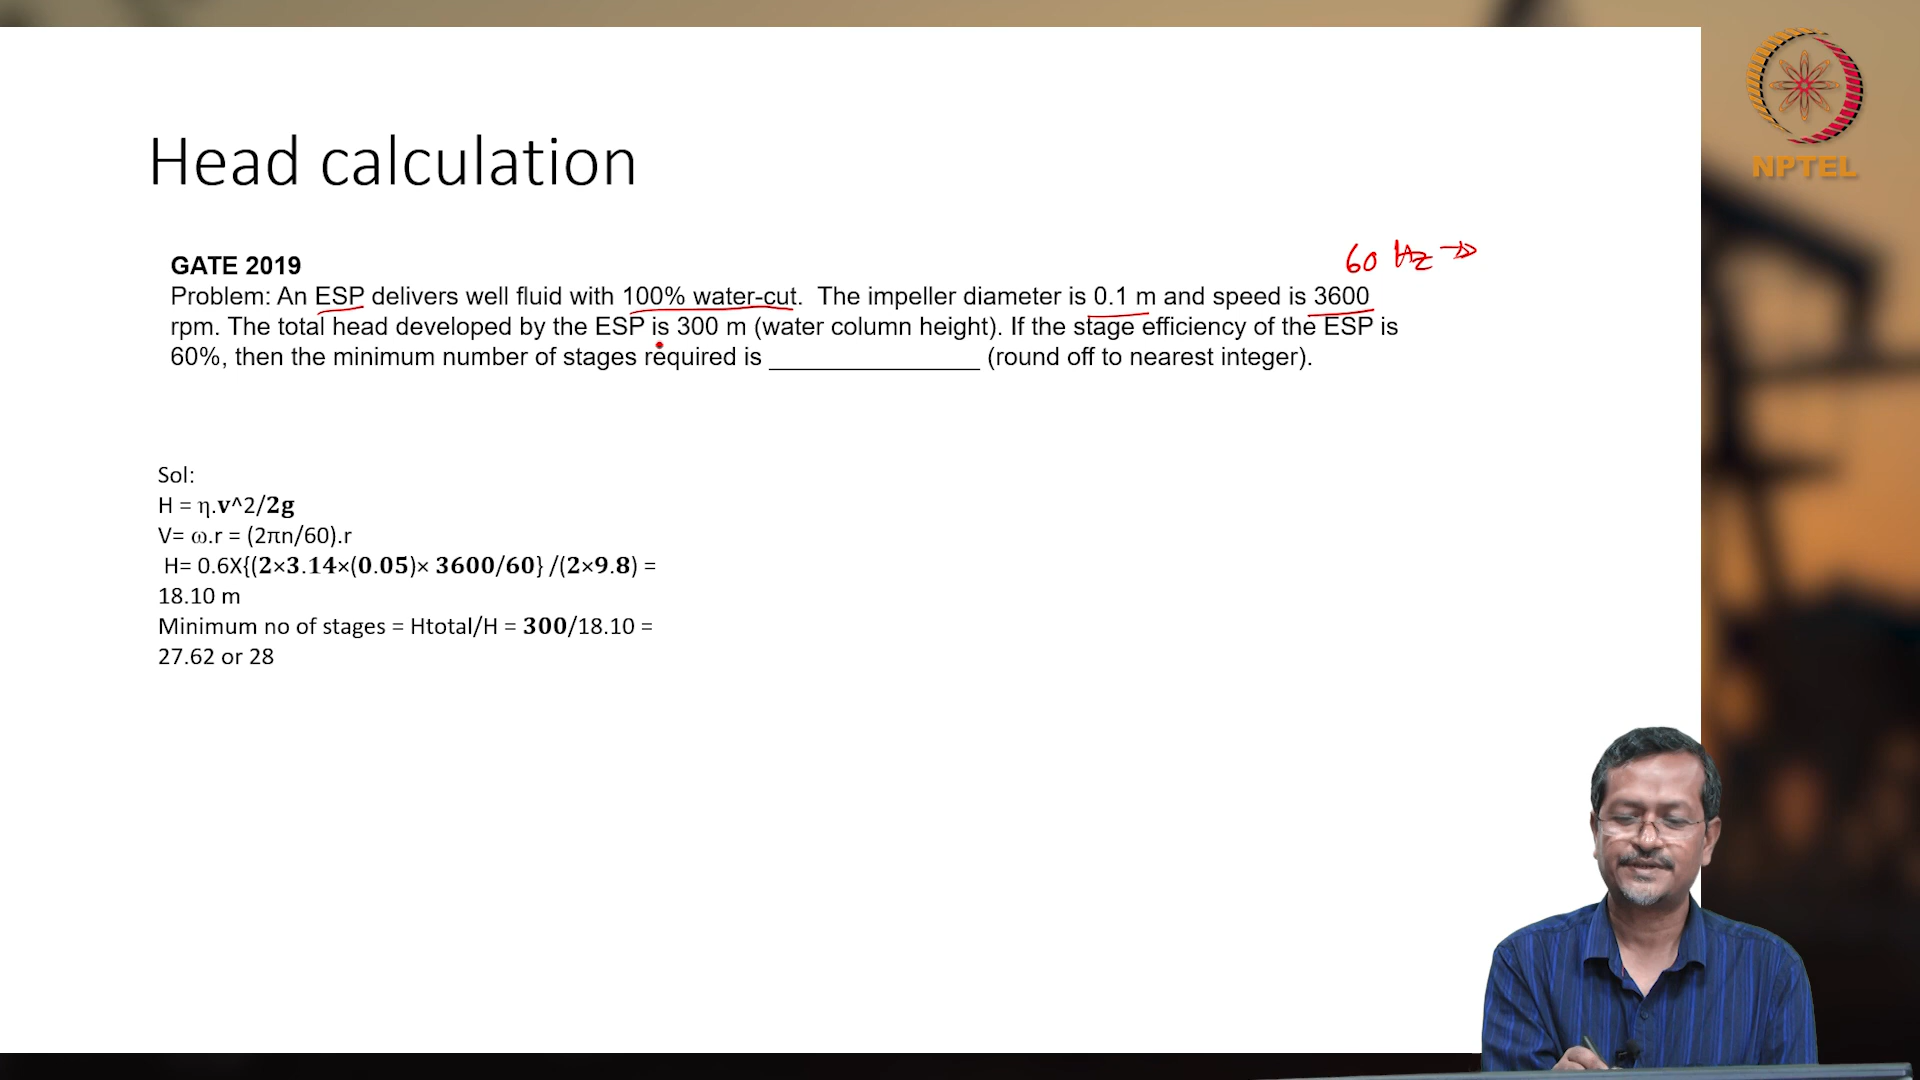 NPTEL
Head calculation
60 Hz →
GATE 2019
Problem: An ESP delivers well fluid with 100% water-cut. The impeller diameter is 0.1 m and speed is 3600
rpm. The total head developed by the ESP is 300 m (water column height). If the stage efficiency of the ESP is
60%, then the minimum number of stages required is ________________ (round off to nearest integer).
Sol:
H = η.v^2/2g
V= ω.r = (2πn/60).r
H= 0.6X{(2×3.14×(0.05)× 3600/60} /(2×9.8) =
18.10 m
Minimum no of stages = Htotal/H = 300/18.10 =
27.62 or 28